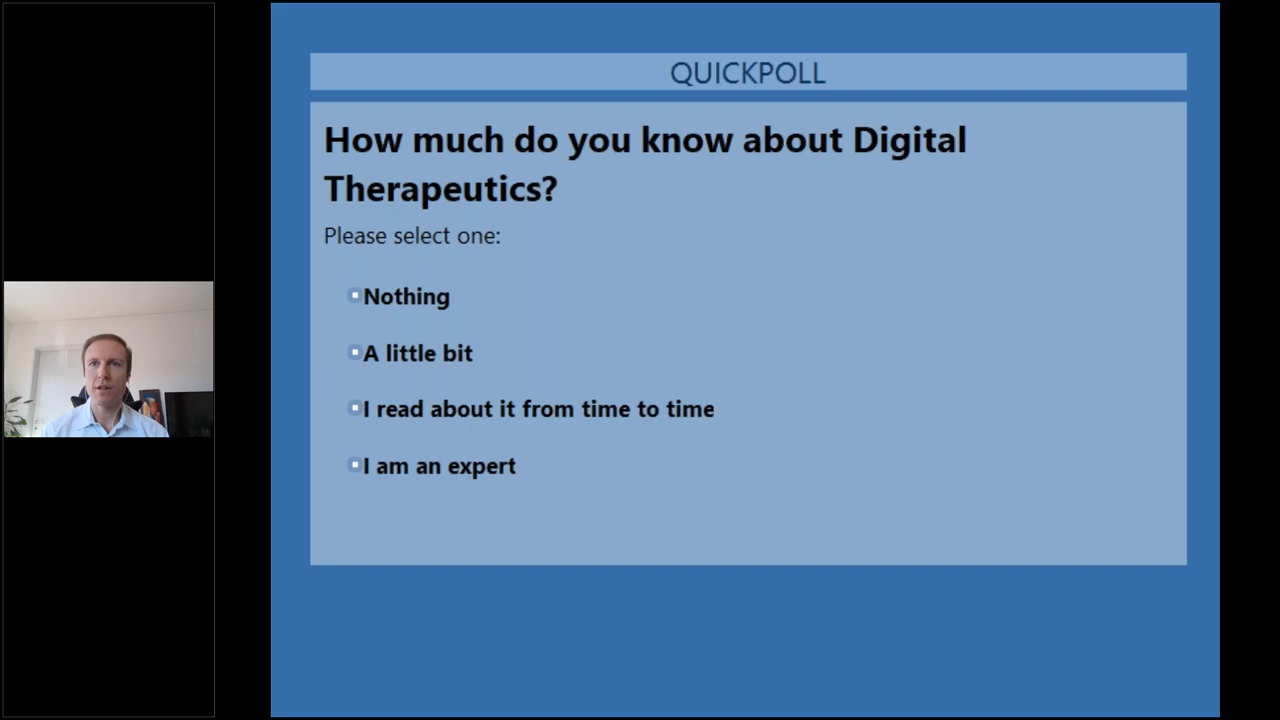 QUICKPOLL
How much do you know about Digital
Therapeutics?
Please select one:
Nothing
A little bit
I read about it from time to time
I am an expert